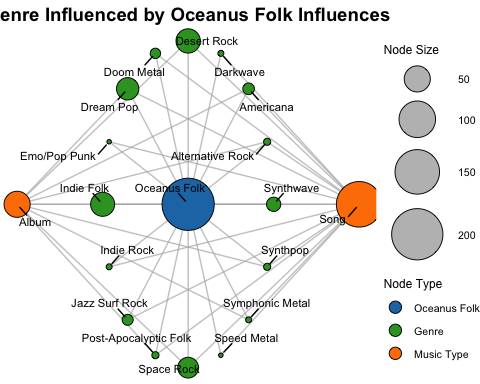 enre Influenced by Oceanus Folk Influences
Desert Rock
Doom Metal
Darkwave
Dream Pop
Americana
Emo/Pop Punk
Alternative Rock
Indie Folk
Oceanus Folk
Synthwave
Album
Song
Indie Rock
Synthpop
Jazz Surf Rock
Symphonic Metal
Post-Apocalyptic Folk
Speed Metal
Space Rock
Node Size
50
100
150
200
Node Type
Oceanus Folk
Genre
Music Type